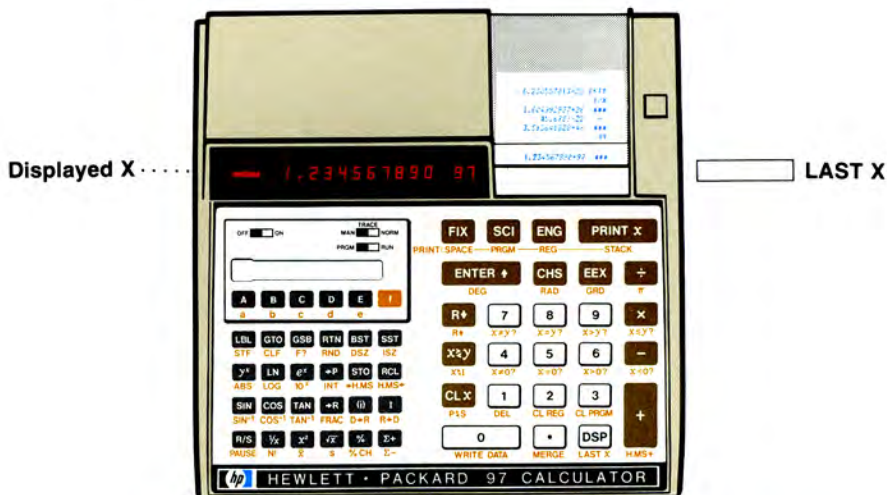 Displayed X
LAST X
1.234567890 97
OFF ON
TRACE
MAN NORM
PRGM RUN
A B C D E f
a b c d e
LBL GTO GSB RTN BST SST
STF CLF F? RND DSZ ISZ
yˣ LN eˣ →P STO RCL
ABS LOG 10ˣ INT →H.MS H.MS→
SIN COS TAN →R (i) I
SIN⁻¹ COS⁻¹ TAN⁻¹ FRAC D→R R→D
R/S 1/x x² √x % Σ+
PAUSE N! x̄ s %CH Σ−
FIX SCI ENG PRINT x
PRINT: SPACE PRGM REG STACK
ENTER ↑ CHS EEX ÷
DEG RAD GRD π
R↓ 7 8 9 ×
R↑ X≠Y? X=Y? X>Y? X≤Y?
X⇄Y 4 5 6 −
X⇄I X≠0? X=0? X>0? X<0?
CL X 1 2 3 +
P⇄S DEL CL REG CL PRGM
0 • DSP
WRITE DATA MERGE LAST X H.MS+
hp HEWLETT • PACKARD 97 CALCULATOR